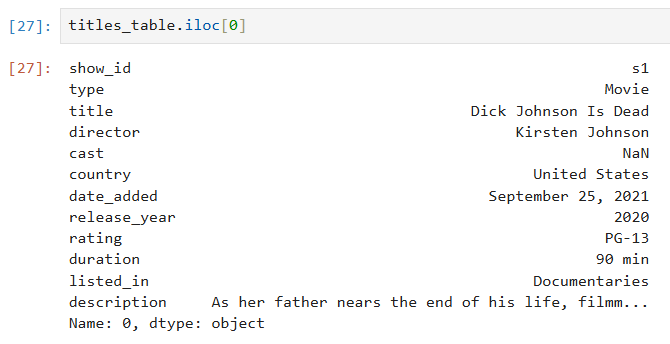 [27]: titles_table.iloc[0]
[27]: show_id s1
type Movie
title Dick Johnson Is Dead
director Kirsten Johnson
cast NaN
country United States
date_added September 25, 2021
release_year 2020
rating PG-13
duration 90 min
listed_in Documentaries
description As her father nears the end of his life, filmm...
Name: 0, dtype: object